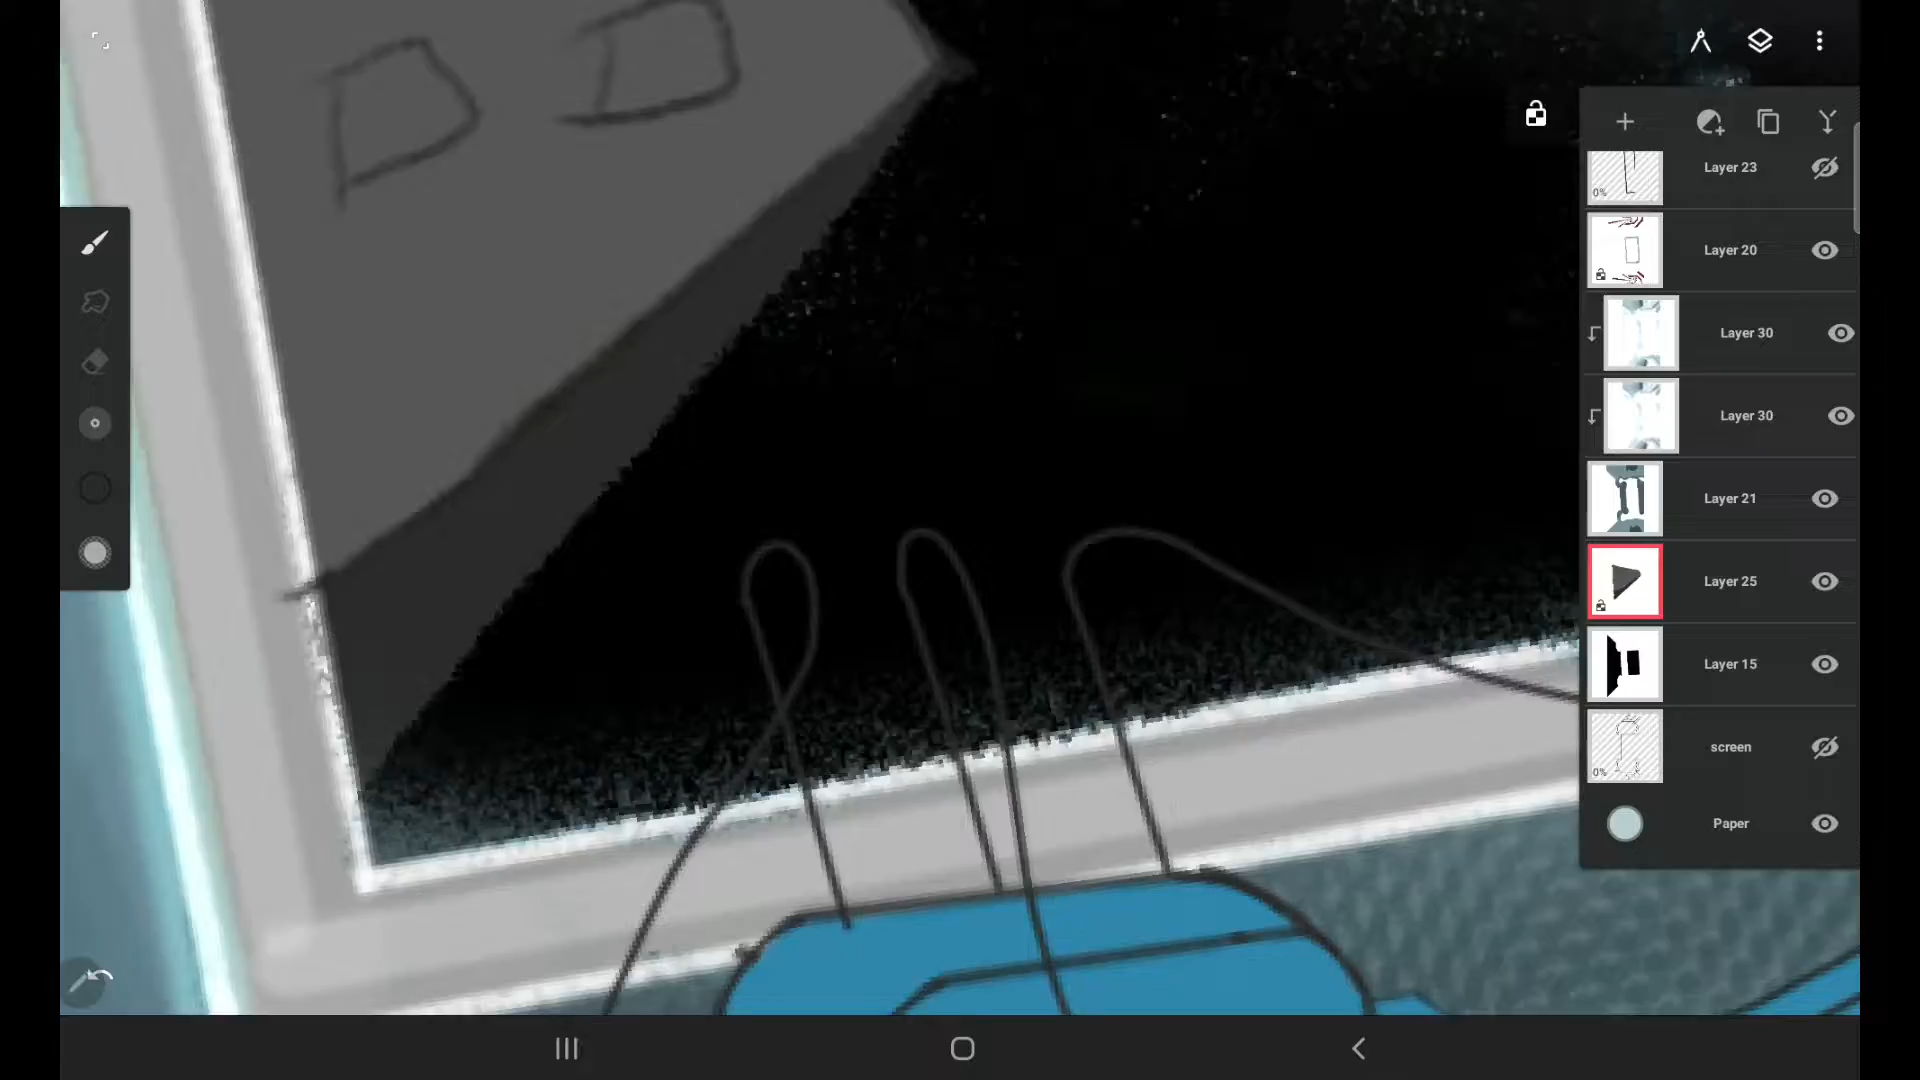 Layer 23
0%
Layer 20
Layer 30
Layer 30
Layer 21
Layer 25
Layer 15
screen
0%
Paper